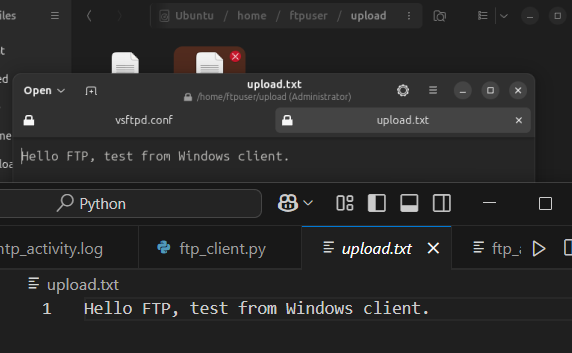 files
Ubuntu / home / ftpuser / upload
Open
upload.txt
/home/ftpuser/upload (Administrator)
vsftpd.conf
upload.txt
Hello FTP, test from Windows client.
Python
ntp_activity.log
ftp_client.py
upload.txt
ftp_
upload.txt
1 Hello FTP, test from Windows client.